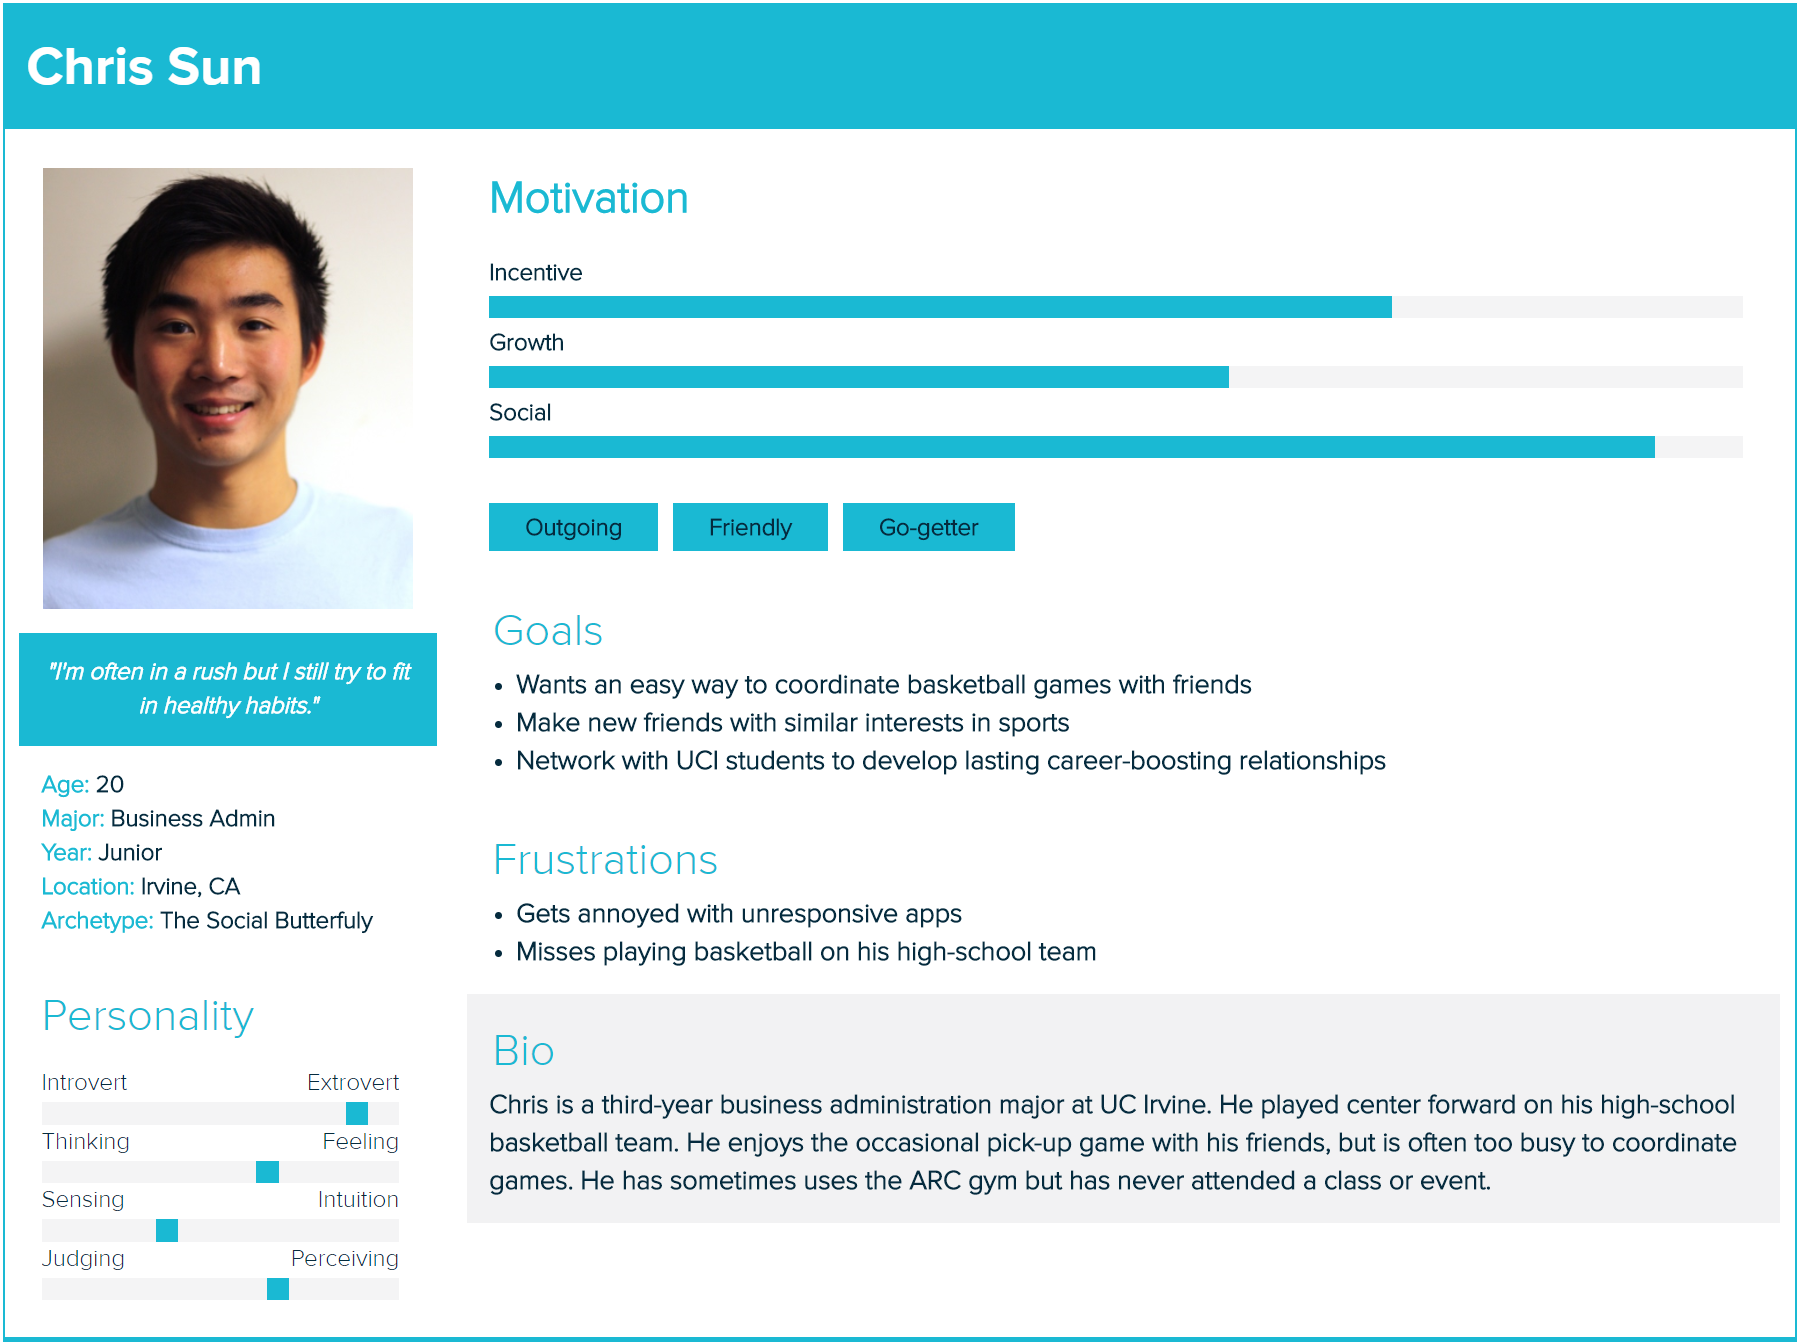 Chris Sun
"I'm often in a rush but I still try to fit
in healthy habits."
Age: 20
Major: Business Admin
Year: Junior
Location: Irvine, CA
Archetype: The Social Butterfuly
Personality
Introvert Extrovert
Thinking Feeling
Sensing Intuition
Judging Perceiving
Motivation
Incentive
Growth
Social
Outgoing Friendly Go-getter
Goals
• Wants an easy way to coordinate basketball games with friends
• Make new friends with similar interests in sports
• Network with UCI students to develop lasting career-boosting relationships
Frustrations
• Gets annoyed with unresponsive apps
• Misses playing basketball on his high-school team
Bio
Chris is a third-year business administration major at UC Irvine. He played center forward on his high-school
basketball team. He enjoys the occasional pick-up game with his friends, but is often too busy to coordinate
games. He has sometimes uses the ARC gym but has never attended a class or event.